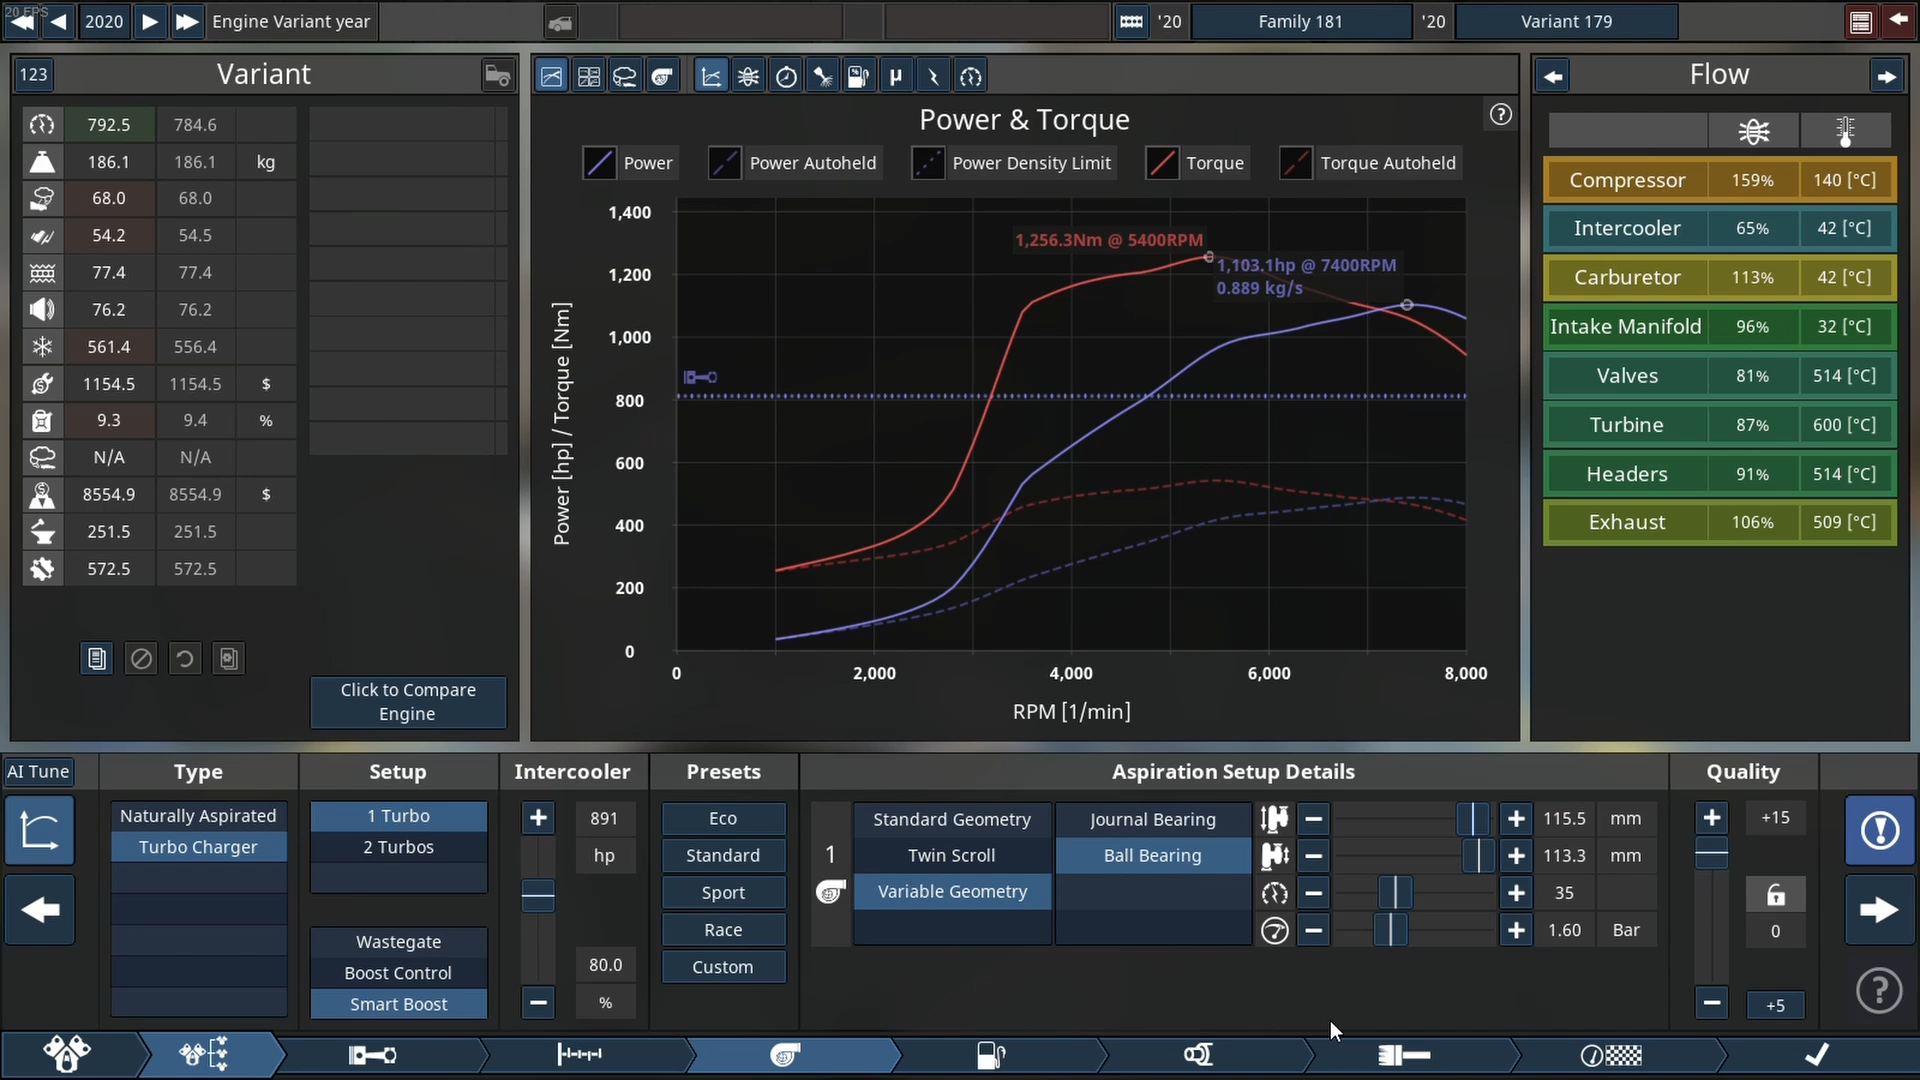 20 FPS
2020
Engine Variant year
'20
Family 181
'20
Variant 179
123
Variant
792.5 784.6
186.1 186.1 kg
68.0 68.0
54.2 54.5
77.4 77.4
76.2 76.2
561.4 556.4
1154.5 1154.5 $
9.3 9.4 %
N/A N/A
8554.9 8554.9 $
251.5 251.5
572.5 572.5
Click to Compare
Engine
µ
Power & Torque
?
Power
Power Autoheld
Power Density Limit
Torque
Torque Autoheld
1,256.3Nm @ 5400RPM
1,103.1hp @ 7400RPM
0.889 kg/s
1,400
1,200
1,000
800
600
400
200
0
Power [hp] / Torque [Nm]
0 2,000 4,000 6,000 8,000
RPM [1/min]
Flow
Compressor 159% 140 [°C]
Intercooler 65% 42 [°C]
Carburetor 113% 42 [°C]
Intake Manifold 96% 32 [°C]
Valves 81% 514 [°C]
Turbine 87% 600 [°C]
Headers 91% 514 [°C]
Exhaust 106% 509 [°C]
AI Tune
Type
Naturally Aspirated
Turbo Charger
Setup
1 Turbo
2 Turbos
Wastegate
Boost Control
Smart Boost
Intercooler
+
891
hp
80.0
−
%
Presets
Eco
Standard
Sport
Race
Custom
Aspiration Setup Details
1
Standard Geometry
Twin Scroll
Variable Geometry
Journal Bearing
Ball Bearing
− + 115.5 mm
− + 113.3 mm
− + 35
− + 1.60 Bar
Quality
+
+15
0
−
+5
?